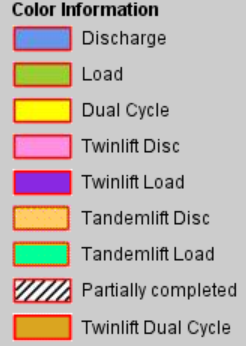 Color Information
Discharge
Load
Dual Cycle
Twinlift Disc
Twinlift Load
Tandemlift Disc
Tandemlift Load
Partially completed
Twinlift Dual Cycle